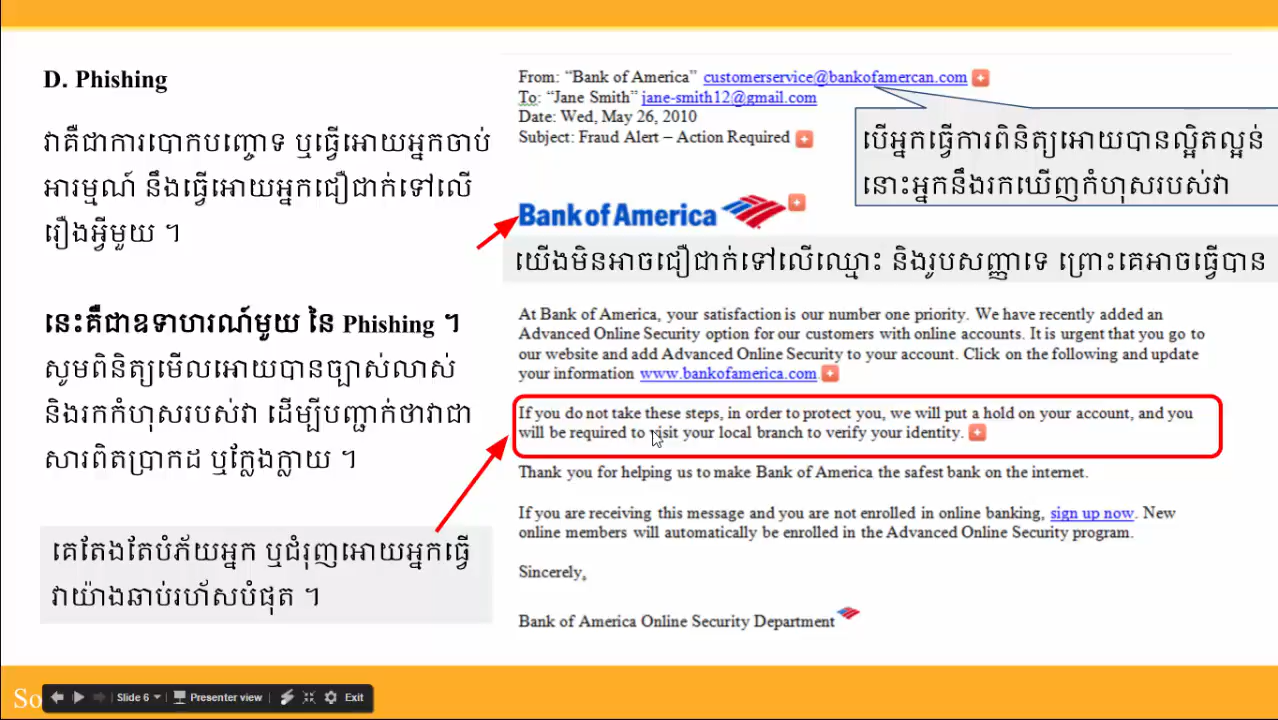 D. Phishing
វាគឺជាការបោកបញ្ឆោទ ឬធ្វើអោយអ្នកចាប់
អារម្មណ៍ នឹងធ្វើអោយអ្នកជឿជាក់ទៅលើ
រឿងអ្វីមួយ ។
នេះគឺជាឧទាហរណ៍មួយ នៃ Phishing ។
សូមពិនិត្យមើលអោយបានច្បាស់លាស់
និងរកកំហុសរបស់វា ដើម្បីបញ្ជាក់ថាវាជា
សារពិតប្រាកដ ឬក្លែងក្លាយ ។
គេតែងតែបំភ័យអ្នក ឬជំរុញអោយអ្នកធ្វើ
វាយ៉ាងឆាប់រហ័សបំផុត ។
From: “Bank of America” customerservice@bankofamercan.com
To: “Jane Smith” jane-smith12@gmail.com
Date: Wed, May 26, 2010
Subject: Fraud Alert – Action Required
បើអ្នកធ្វើការពិនិត្យអោយបានល្អិតល្អន់
នោះអ្នកនឹងរកឃើញកំហុសរបស់វា
Bank of America
យើងមិនអាចជឿជាក់ទៅលើឈ្មោះ និងរូបសញ្ញាទេ ព្រោះគេអាចធ្វើបាន
At Bank of America, your satisfaction is our number one priority. We have recently added an
Advanced Online Security option for our customers with online accounts. It is urgent that you go to
our website and add Advanced Online Security to your account. Click on the following and update
your information www.bankofamerica.com.
If you do not take these steps, in order to protect you, we will put a hold on your account, and you
will be required to visit your local branch to verify your identity.
Thank you for helping us to make Bank of America the safest bank on the internet.
If you are receiving this message and you are not enrolled in online banking, sign up now. New
online members will automatically be enrolled in the Advanced Online Security program.
Sincerely,
Bank of America Online Security Department
So
Slide 6 Presenter view Exit